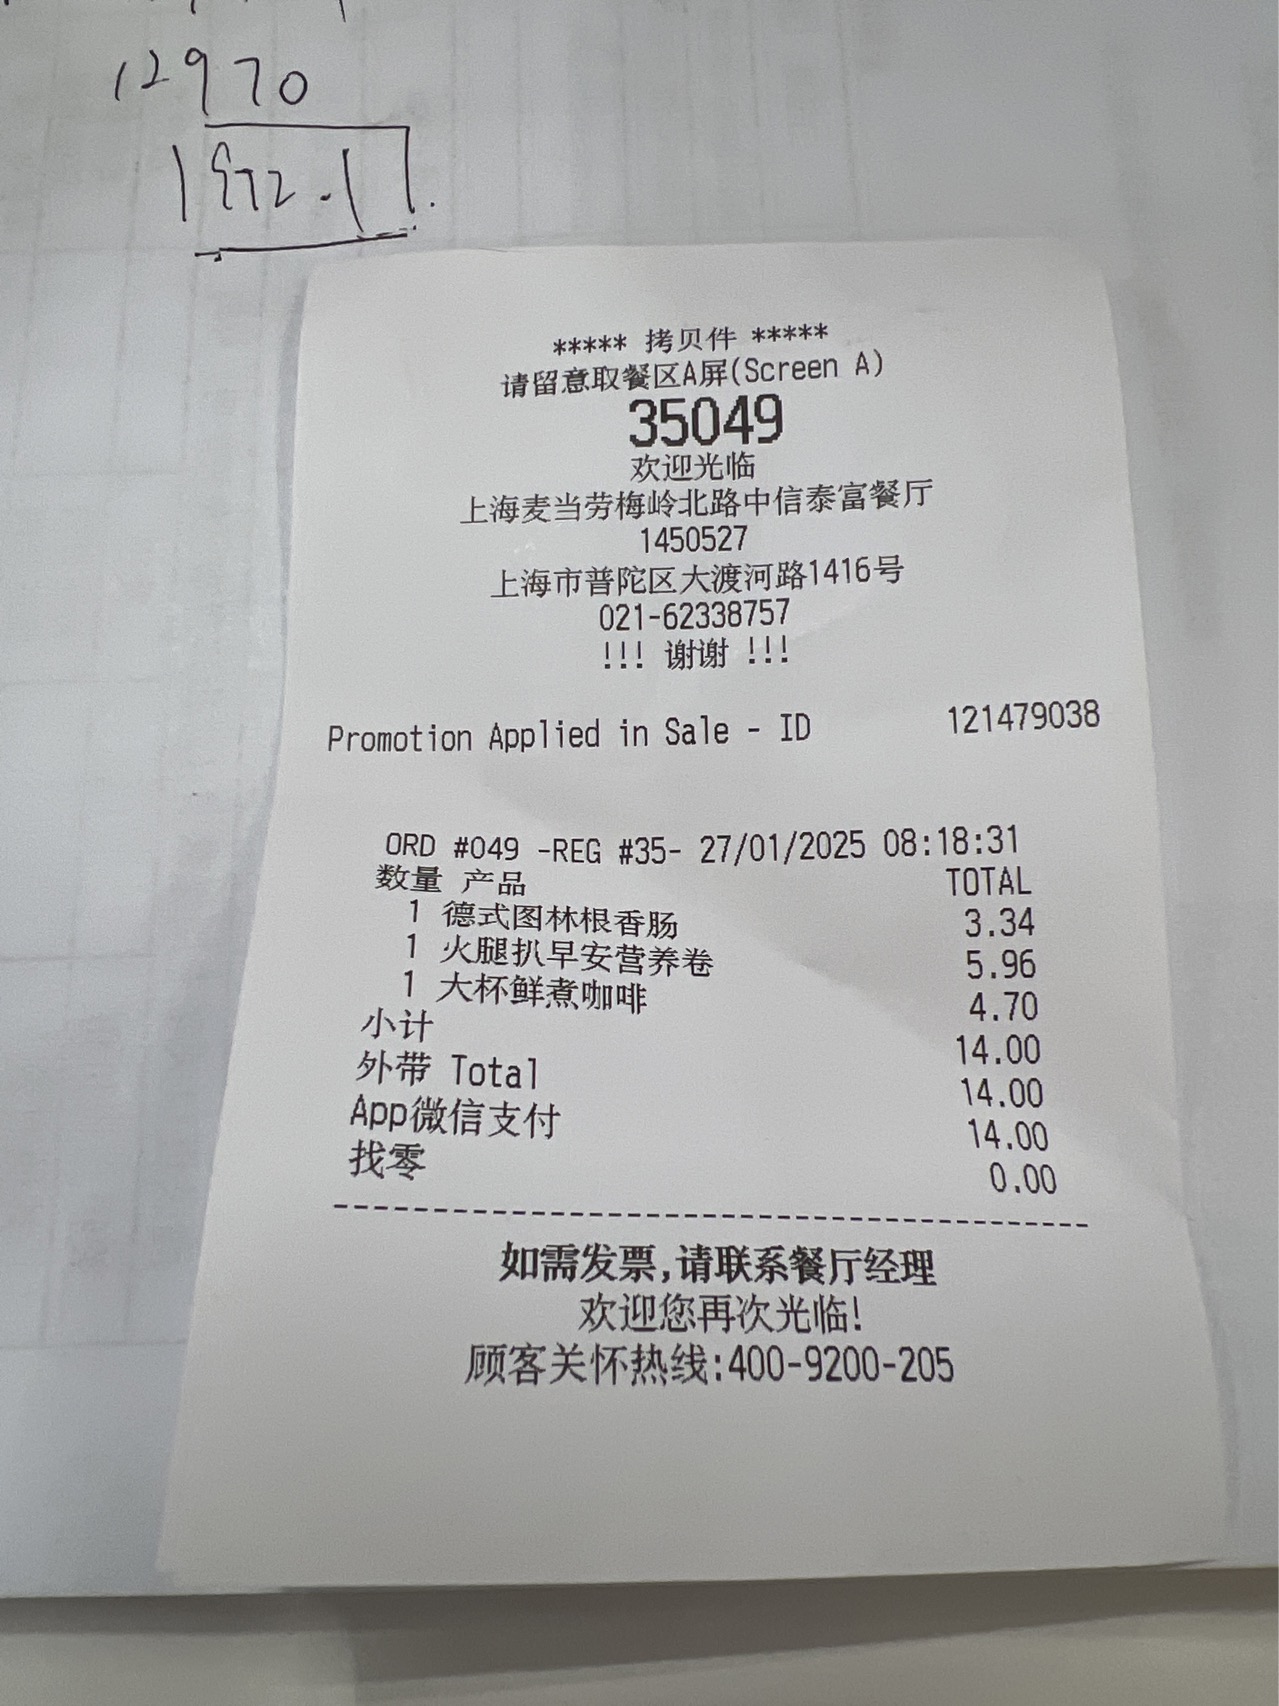 12970
***** 拷贝件 *****
请留意取餐区A屏(Screen A)
35049
欢迎光临
上海麦当劳梅岭北路中信泰富餐厅
1450527
上海市普陀区大渡河路1416号
021-62338757
!!! 谢谢 !!!
Promotion Applied in Sale - ID 121479038
ORD #049 -REG #35- 27/01/2025 08:18:31
数量 产品 TOTAL
1 德式图林根香肠 3.34
1 火腿扒早安营养卷 5.96
1 大杯鲜煮咖啡 4.70
小计 14.00
外带 Total 14.00
App微信支付 14.00
找零 0.00
如需发票,请联系餐厅经理
欢迎您再次光临!
顾客关怀热线:400-9200-205